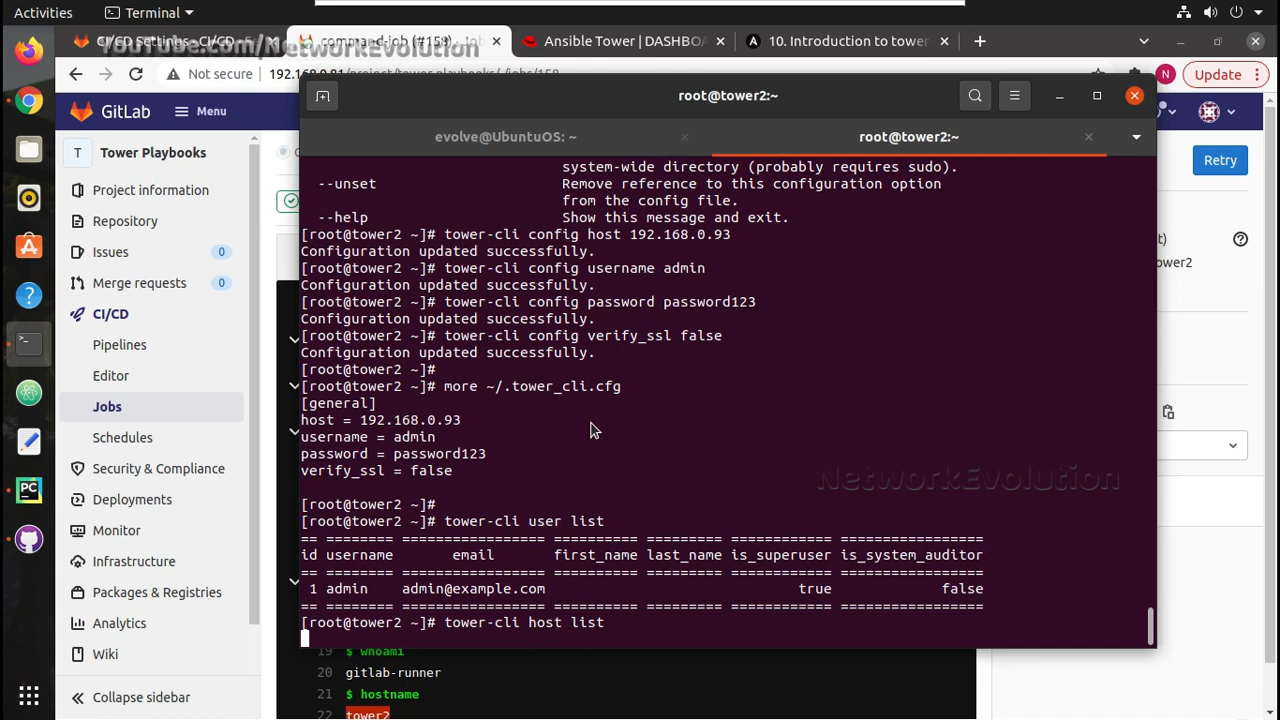 Activities
Terminal
CI/CD Settings · CI/CD · S
command-job (#158) · Job
Ansible Tower | DASHBOA
10. Introduction to tower-
YouTube.com/NetworkEvolution
Not secure
192.168.0.81/project/tower-playbooks/-/jobs/158
N
Update
root@tower2:~
GitLab
Menu
evolve@UbuntuOS: ~
root@tower2:~
T
Tower Playbooks
Project information
Repository
Issues
0
Merge requests
0
CI/CD
Pipelines
Editor
Jobs
Schedules
Security & Compliance
Deployments
Monitor
Infrastructure
Packages & Registries
Analytics
Wiki
Collapse sidebar
system-wide directory (probably requires sudo).
--unset Remove reference to this configuration option
from the config file.
--help Show this message and exit.
[root@tower2 ~]# tower-cli config host 192.168.0.93
Configuration updated successfully.
[root@tower2 ~]# tower-cli config username admin
Configuration updated successfully.
[root@tower2 ~]# tower-cli config password password123
Configuration updated successfully.
[root@tower2 ~]# tower-cli config verify_ssl false
Configuration updated successfully.
[root@tower2 ~]#
[root@tower2 ~]# more ~/.tower_cli.cfg
[general]
host = 192.168.0.93
username = admin
password = password123
verify_ssl = false
[root@tower2 ~]#
[root@tower2 ~]# tower-cli user list
== ======== ================= ========== ========= ============ =================
id username email first_name last_name is_superuser is_system_auditor
== ======== ================= ========== ========= ============ =================
1 admin admin@example.com true false
== ======== ================= ========== ========= ============ =================
[root@tower2 ~]# tower-cli host list
NetworkEvolution
Retry
t)
ower2
19 $ whoami
20 gitlab-runner
21 $ hostname
22 tower2